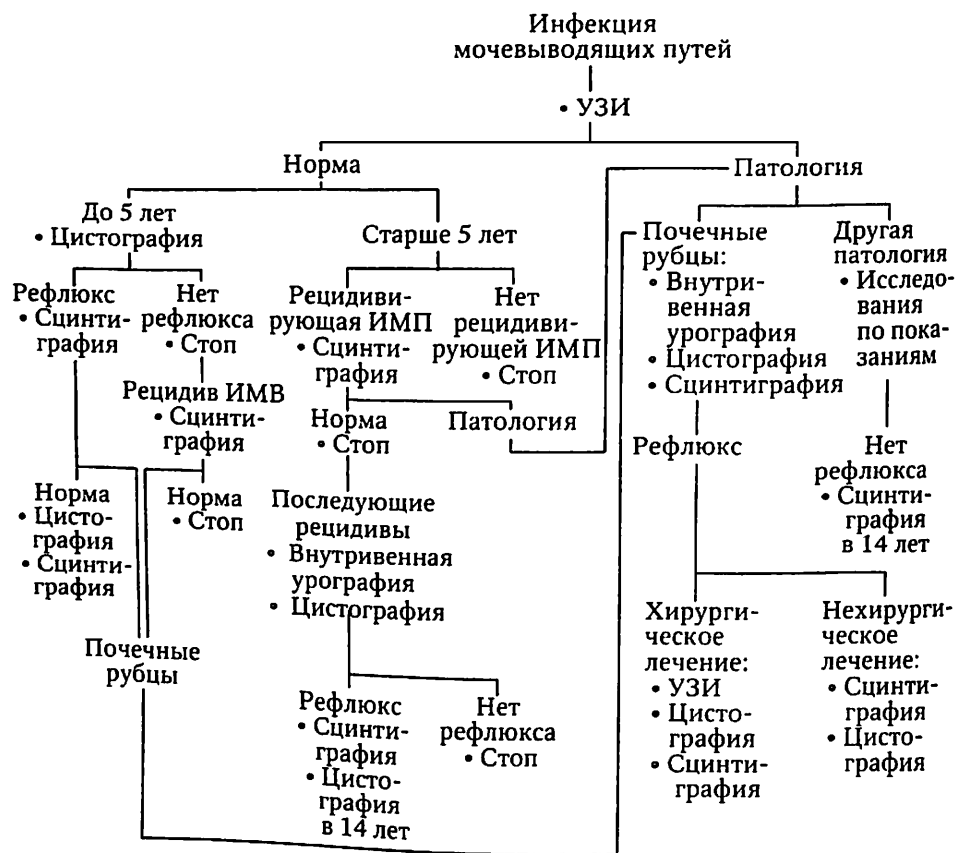 Инфекция
мочевыводящих путей
• УЗИ
Норма
Патология
До 5 лет
• Цистография
Старше 5 лет
Почечные
рубцы:
• Внутри-
венная
урография
• Цистография
• Сцинтиграфия
Другая
патология
• Исследо-
вания
по пока-
заниям
Рефлюкс
• Сцинти-
графия
Нет
рефлюкса
• Стоп
Рецидиви-
рующая ИМП
• Сцинти-
графия
Нет
рецидиви-
рующей ИМП
• Стоп
Рецидив ИМВ
• Сцинти-
графия
Норма
• Стоп
Патология
Рефлюкс
Нет
рефлюкса
• Сцинти-
графия
в 14 лет
Норма
• Цисто-
графия
• Сцинти-
графия
Норма
• Стоп
Последующие
рецидивы
• Внутривенная
урография
• Цистография
Почечные
рубцы
Хирурги-
ческое
лечение:
• УЗИ
• Цисто-
графия
• Сцинти-
графия
Нехирурги-
ческое
лечение:
• Сцинти-
графия
• Цисто-
графия
Рефлюкс
• Сцинти-
графия
• Цисто-
графия
в 14 лет
Нет
рефлюкса
• Стоп